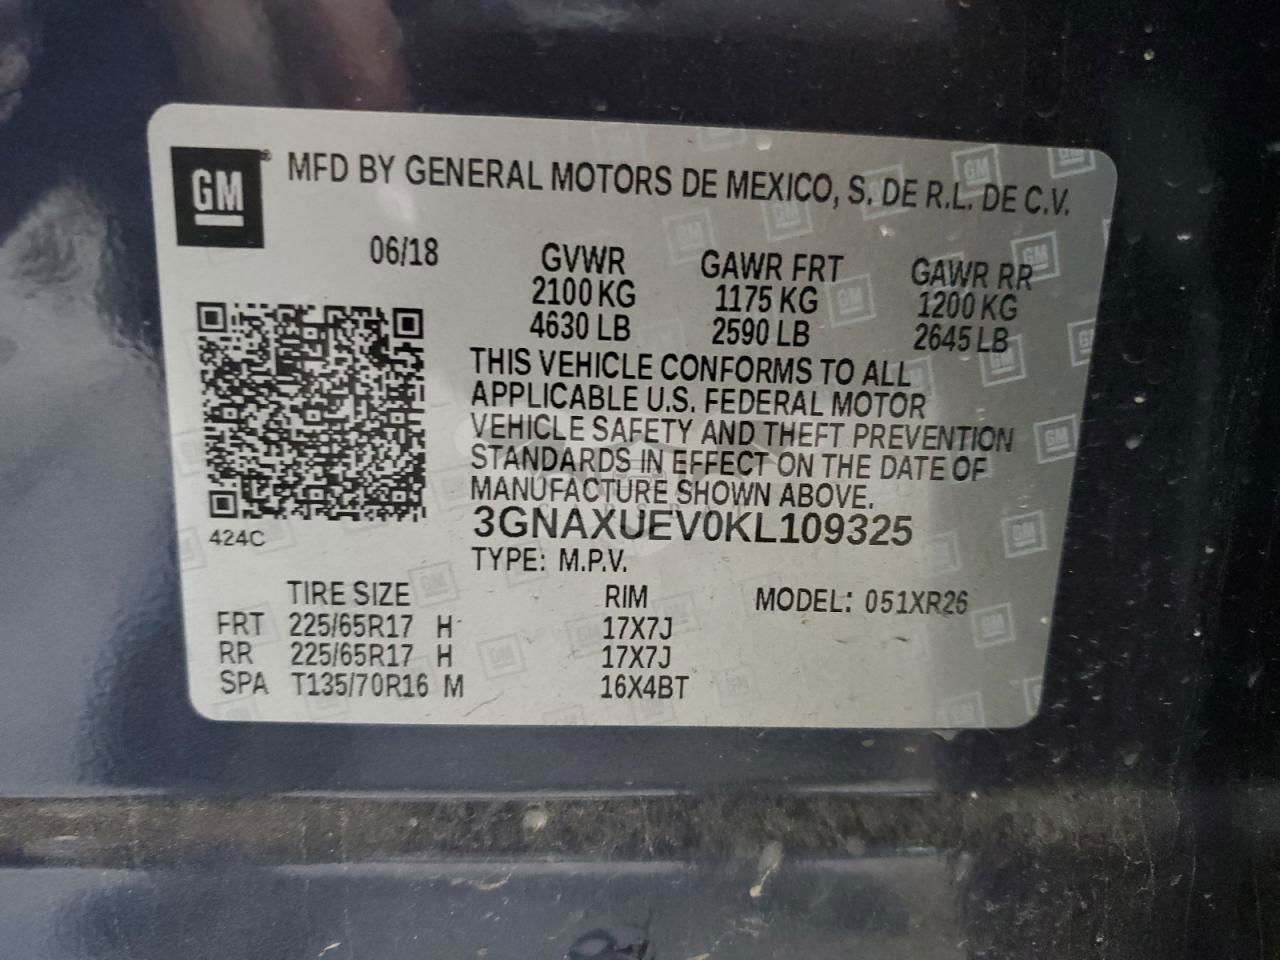 GM
MFD BY GENERAL MOTORS DE MEXICO, S. DE R.L. DE C.V.
06/18 GVWR GAWR FRT GAWR RR
2100 KG 1175 KG 1200 KG
4630 LB 2590 LB 2645 LB
THIS VEHICLE CONFORMS TO ALL
APPLICABLE U.S. FEDERAL MOTOR
VEHICLE SAFETY AND THEFT PREVENTION
STANDARDS IN EFFECT ON THE DATE OF
MANUFACTURE SHOWN ABOVE.
424C 3GNAXUEV0KL109325
TYPE: M.P.V.
TIRE SIZE RIM MODEL: 051XR26
FRT 225/65R17 H 17X7J
RR 225/65R17 H 17X7J
SPA T135/70R16 M 16X4BT